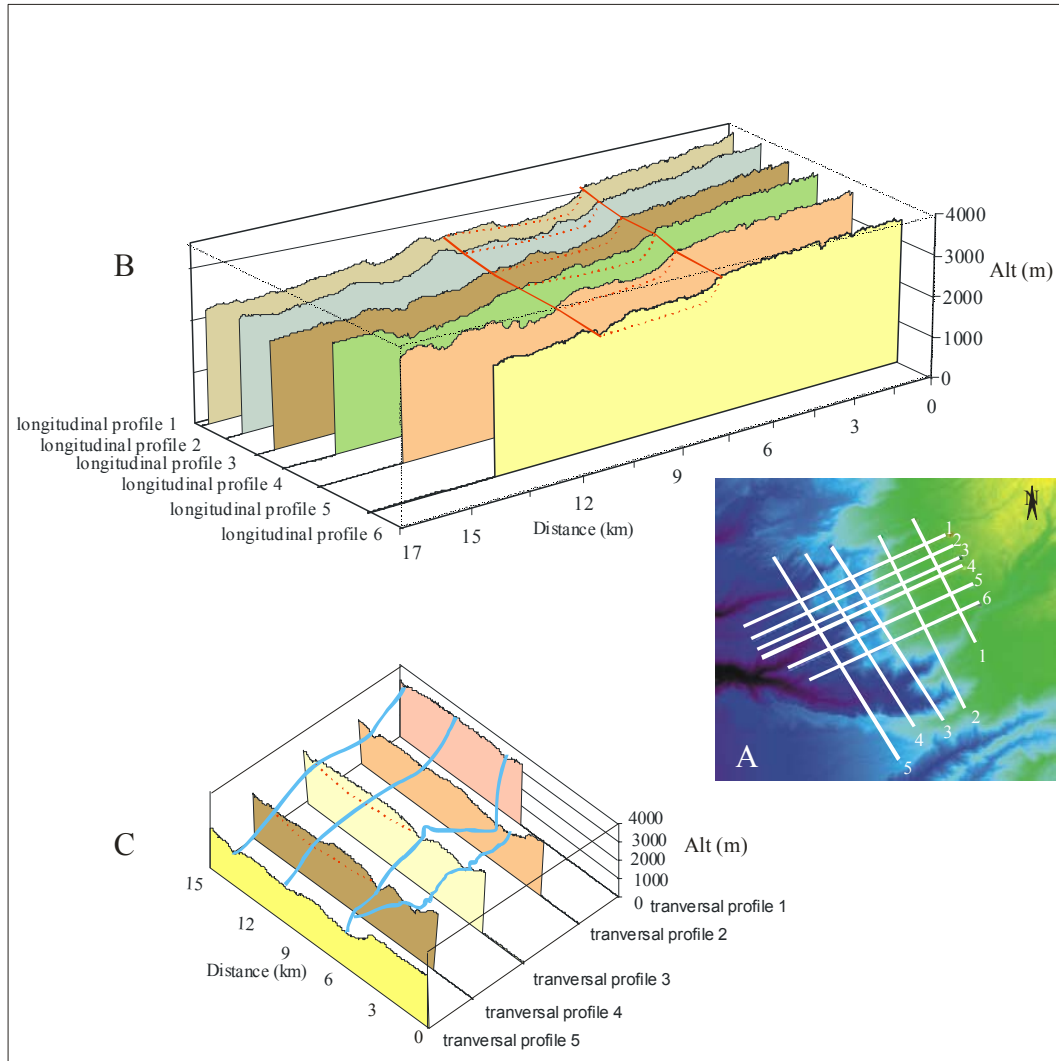 B
4000
3000
Alt (m)
2000
1000
0
0
3
6
9
12
15
17
Distance (km)
longitudinal profile 1
longitudinal profile 2
longitudinal profile 3
longitudinal profile 4
longitudinal profile 5
longitudinal profile 6
N
1
2
3
4
5
6
1
2
3
4
5
A
C
4000
3000
Alt (m)
2000
1000
0
15
12
9
Distance (km)
6
3
0
tranversal profile 1
tranversal profile 2
tranversal profile 3
tranversal profile 4
tranversal profile 5